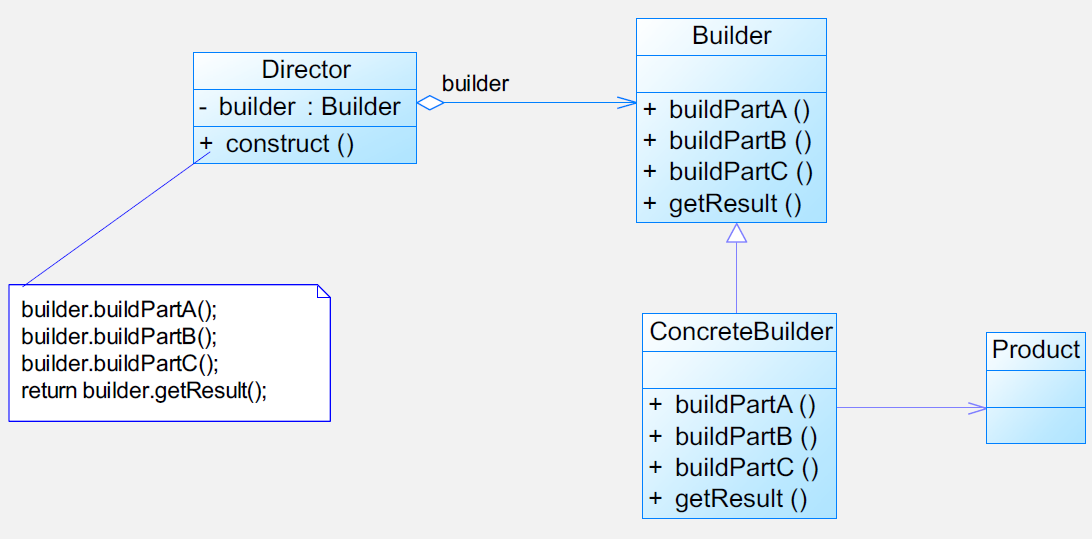 Director
- builder : Builder
+ construct ()
builder
Builder
+ buildPartA ()
+ buildPartB ()
+ buildPartC ()
+ getResult ()
builder.buildPartA();
builder.buildPartB();
builder.buildPartC();
return builder.getResult();
ConcreteBuilder
+ buildPartA ()
+ buildPartB ()
+ buildPartC ()
+ getResult ()
Product